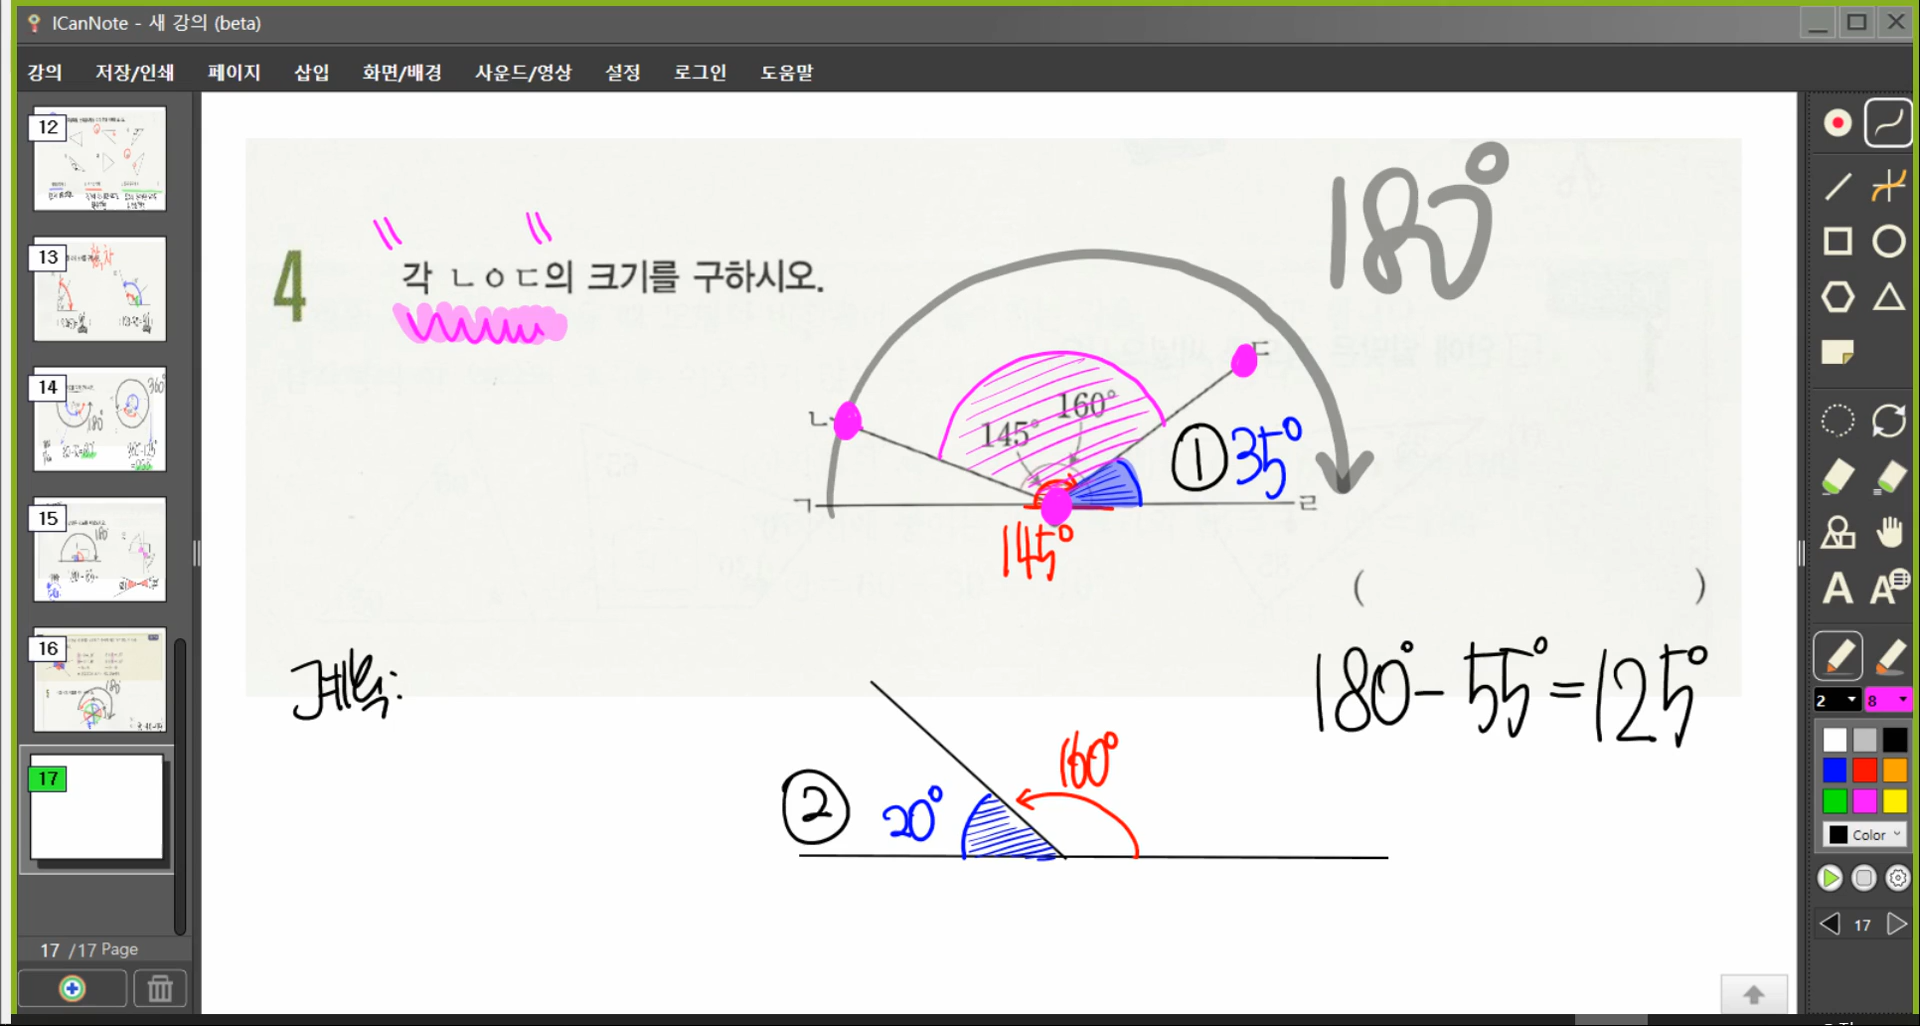 ICanNote - 새 강의 (beta)
강의 저장/인쇄 페이지 삽입 화면/배경 사운드/영상 설정 로그인 도움말
12
13
14
15
16
17
17 /17 Page
180°
4 각 ㄴㅇㄷ의 크기를 구하시오.
ㄷ
ㄴ
160°
145°
① 35°
ㄱ
ㄹ
145°
( )
계획:
180° - 55° = 125°
② 20°
160°
A A
2 8
Color
17